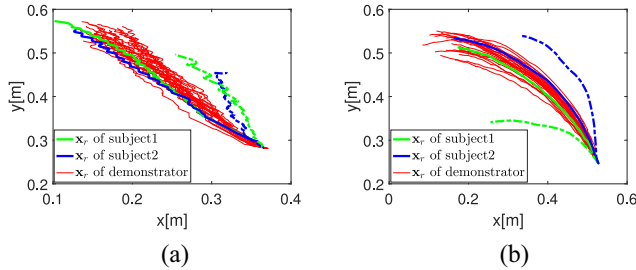 0.6
0.5
y[m]
0.4
0.3
0.2
0.1
0.2
0.3
0.4
x[m]
x_r of subject1
x_r of subject2
x_r of demonstrator
(a)
0.6
0.5
y[m]
0.4
0.3
0.2
0
0.2
0.4
0.6
x[m]
x_r of subject1
x_r of subject2
x_r of demonstrator
(b)